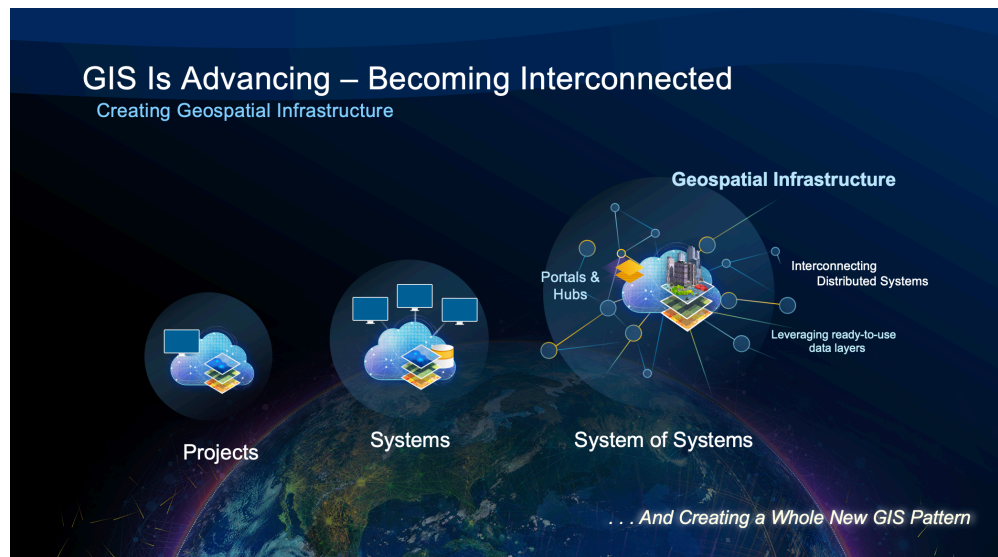 GIS Is Advancing – Becoming Interconnected
Creating Geospatial Infrastructure
Geospatial Infrastructure
Portals &
Hubs
Interconnecting
Distributed Systems
Leveraging ready-to-use
data layers
Projects
Systems
System of Systems
. . . And Creating a Whole New GIS Pattern